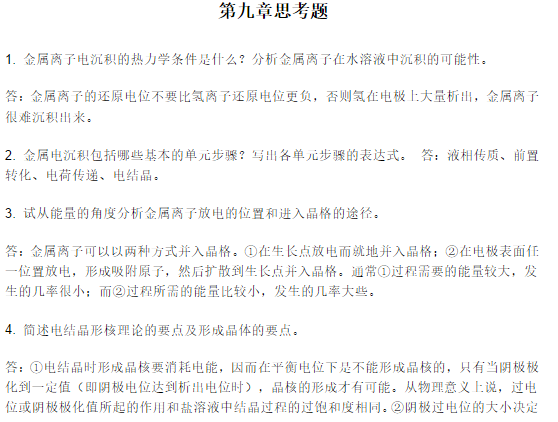 第九章思考题
1. 金属离子电沉积的热力学条件是什么？分析金属离子在水溶液中沉积的可能性。
答：金属离子的还原电位不要比氢离子还原电位更负，否则氢在电极上大量析出，金属离子
很难沉积出来。
2. 金属电沉积包括哪些基本的单元步骤？写出各单元步骤的表达式。 答：液相传质、前置
转化、电荷传递、电结晶。
3. 试从能量的角度分析金属离子放电的位置和进入晶格的途径。
答：金属离子可以以两种方式并入晶格。①在生长点放电而就地并入晶格；②在电极表面任
一位置放电，形成吸附原子，然后扩散到生长点并入晶格。通常①过程需要的能量较大，发
生的几率很小；而②过程所需的能量比较小，发生的几率大些。
4. 简述电结晶形核理论的要点及形成晶体的要点。
答：①电结晶时形成晶核要消耗电能，因而在平衡电位下是不能形成晶核的，只有当阴极极
化到一定值（即阴极电位达到析出电位时），晶核的形成才有可能。从物理意义上说，过电
位或阴极极化值所起的作用和盐溶液中结晶过程的过饱和度相同。②阴极过电位的大小决定